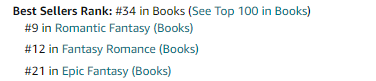 Best Sellers Rank: #34 in Books (See Top 100 in Books)
#9 in Romantic Fantasy (Books)
#12 in Fantasy Romance (Books)
#21 in Epic Fantasy (Books)